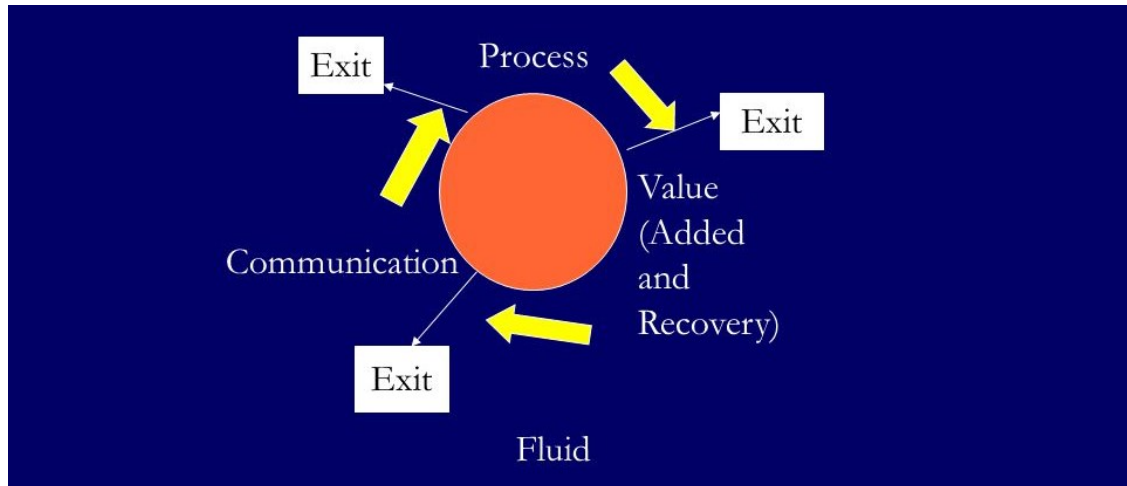 Process
Exit
Exit
Value
(Added
and
Recovery)
Communication
Exit
Fluid